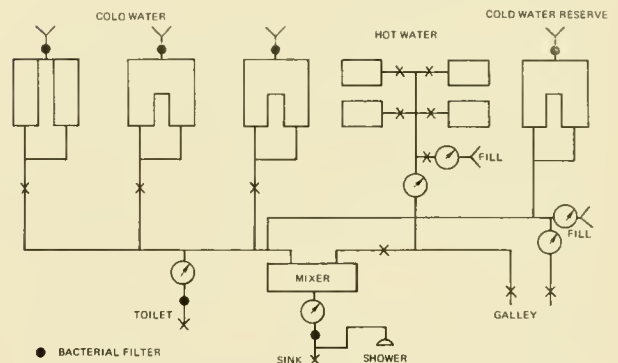 COLD WATER
COLD WATER RESERVE
HOT WATER
FILL
FILL
MIXER
TOILET
GALLEY
BACTERIAL FILTER
SINK
SHOWER